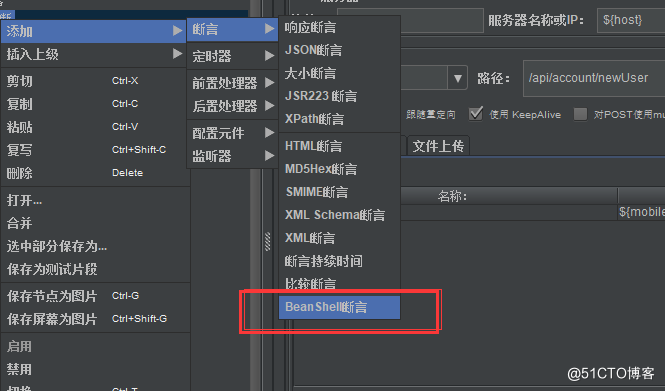 添加
插入上级
剪切 Ctrl-X
复制 Ctrl-C
粘贴 Ctrl-V
复写 Ctrl+Shift-C
删除 Delete
打开...
合并
选中部分保存为...
保存为测试片段
保存节点为图片 Ctrl-G
保存屏幕为图片 Ctrl+Shift-G
启用
禁用
断言
定时器
前置处理器
后置处理器
配置元件
监听器
响应断言
JSON断言
大小断言
JSR223 断言
XPath断言
HTML断言
MD5Hex断言
SMIME断言
XML Schema断言
XML断言
断言持续时间
比较断言
BeanShell断言
服务器名称或IP： ${host}
路径： /api/account/newUser
跟随重定向 使用 KeepAlive 对POST使用mu
文件上传
名称:
${mobile
@51CTO博客